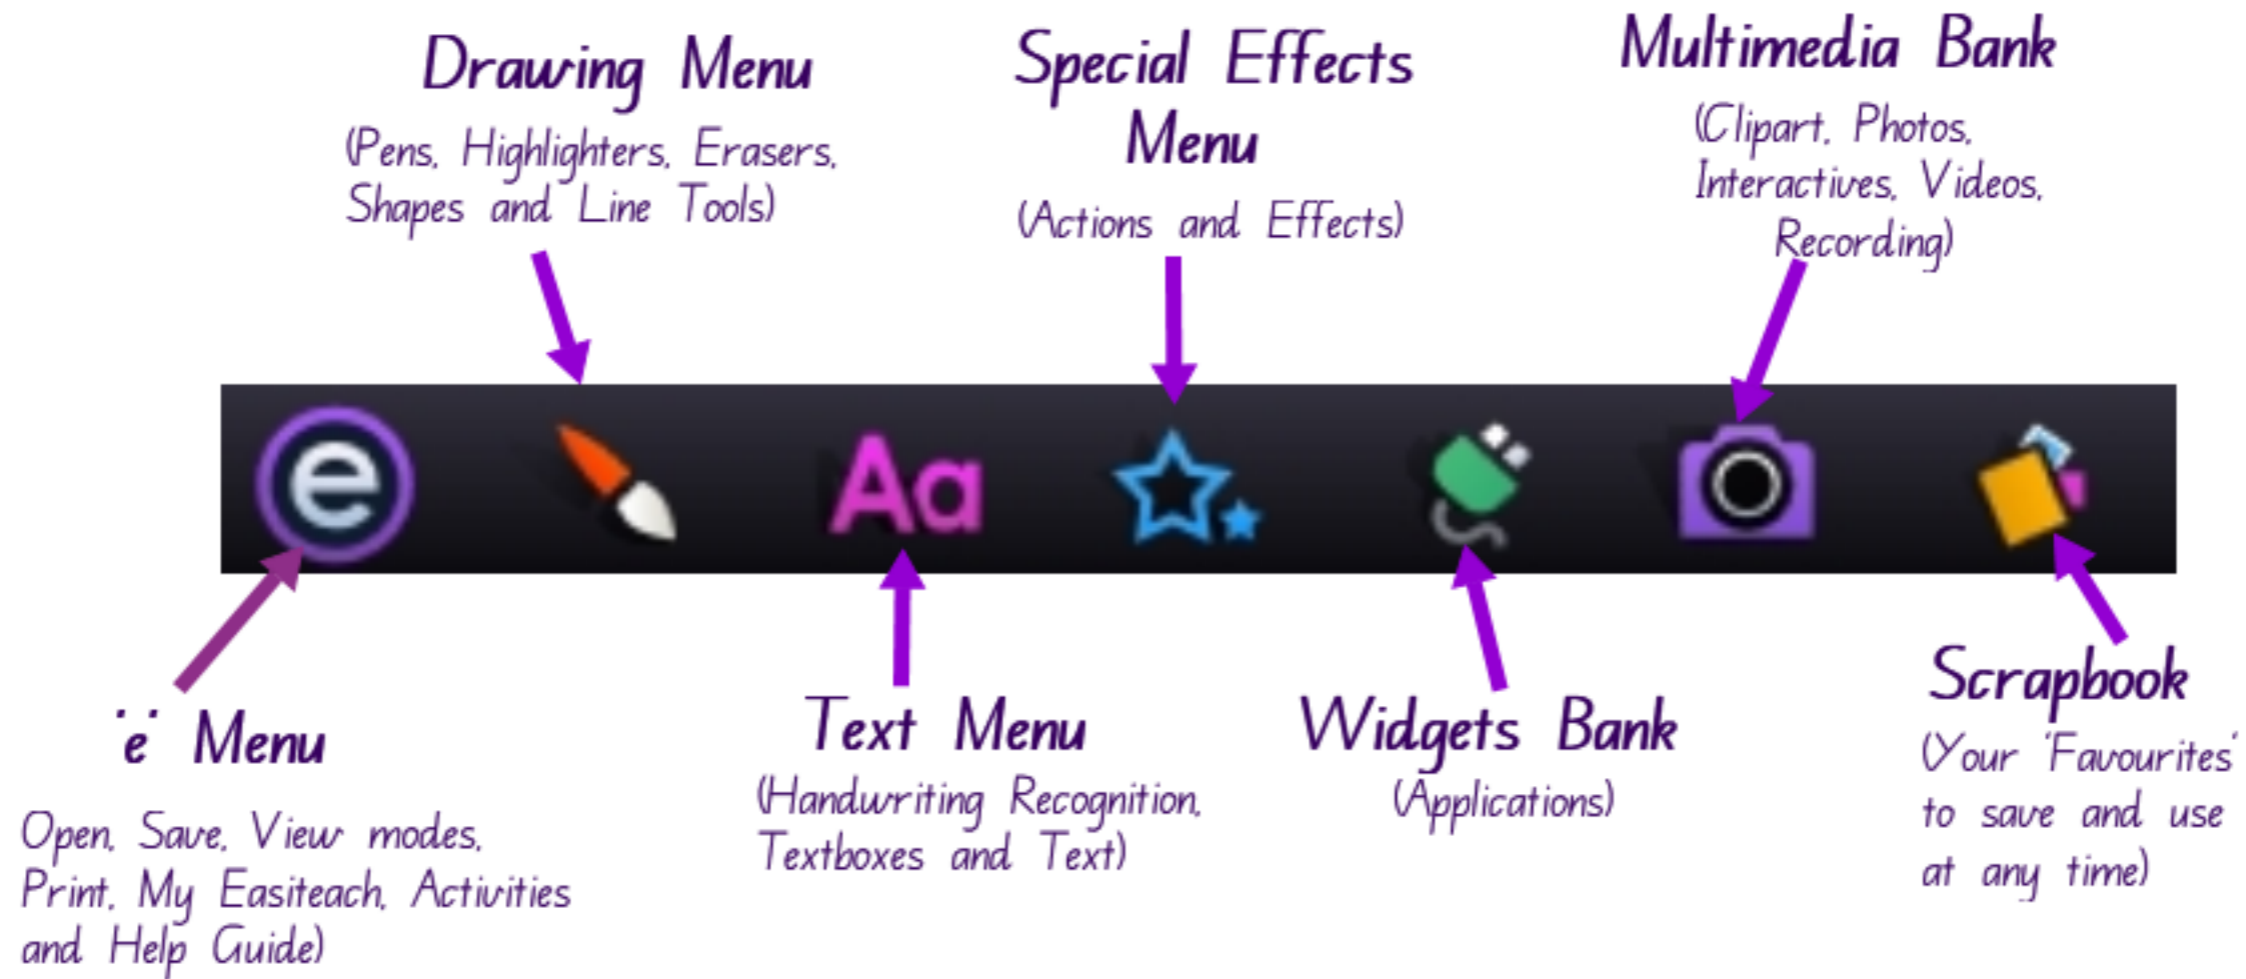 Drawing Menu
(Pens, Highlighters, Erasers,
Shapes and Line Tools)
Special Effects
Menu
(Actions and Effects)
Multimedia Bank
(Clipart, Photos,
Interactives, Videos,
Recording)
e
Aa
'e' Menu
Open, Save, View modes,
Print, My Easiteach, Activities
and Help Guide)
Text Menu
(Handwriting Recognition,
Textboxes and Text)
Widgets Bank
(Applications)
Scrapbook
(Your 'Favourites'
to save and use
at any time)